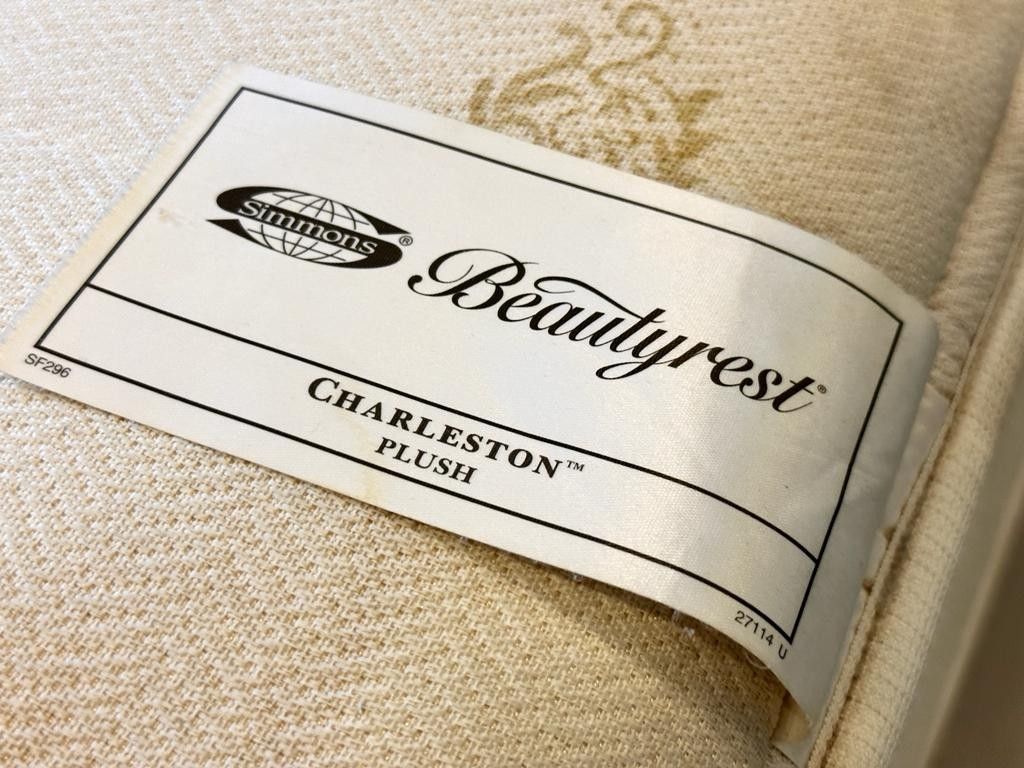 Simmons®
Beautyrest®
CHARLESTON™
PLUSH
SF296
27114 U